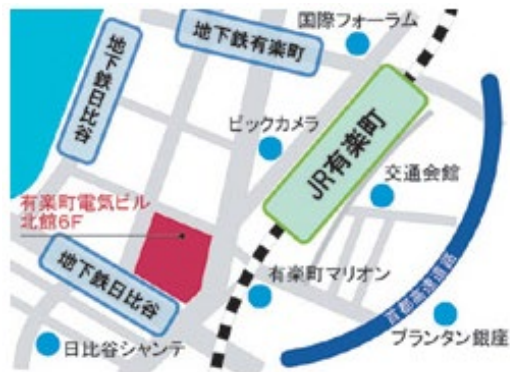 国際フォーラム
地下鉄有楽町
地下鉄日比谷
ビックカメラ
JR有楽町
交通会館
有楽町電気ビル
北館6F
地下鉄日比谷
有楽町マリオン
首都高速道路
プランタン銀座
日比谷シャンテ